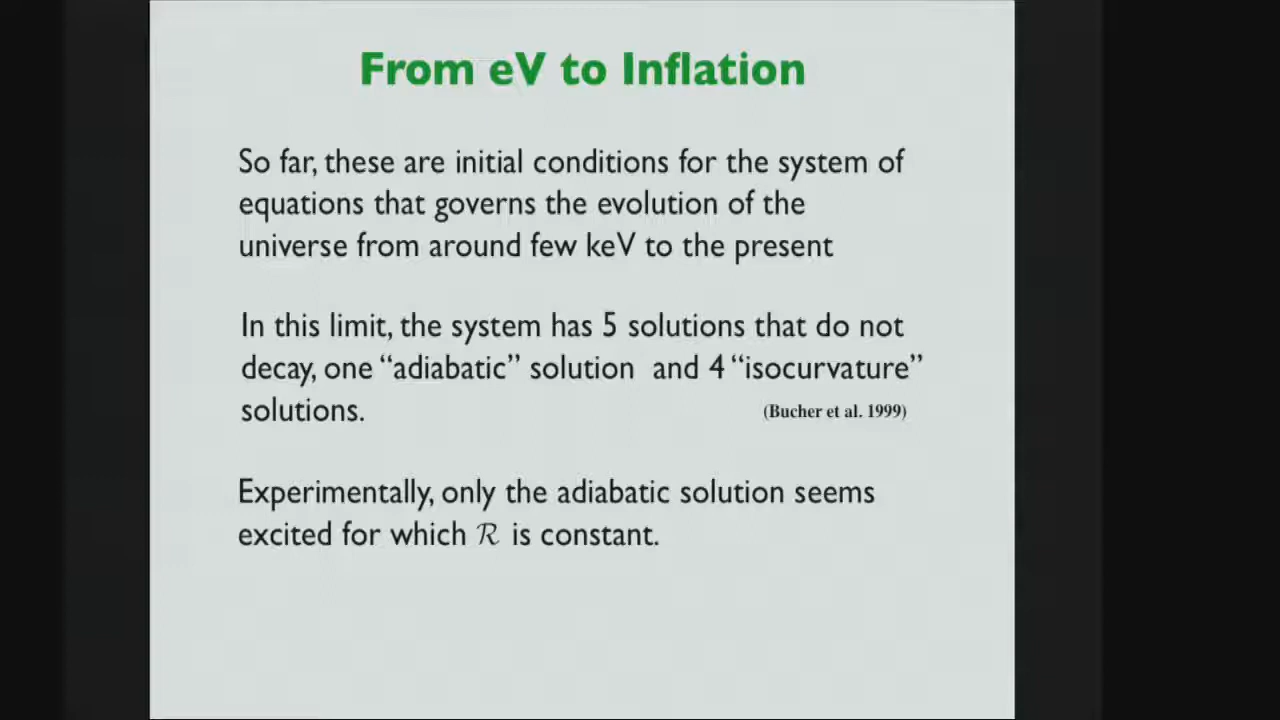 From eV to Inflation
So far, these are initial conditions for the system of
equations that governs the evolution of the
universe from around few keV to the present
In this limit, the system has 5 solutions that do not
decay, one “adiabatic” solution and 4 “isocurvature”
solutions.
(Bucher et al. 1999)
Experimentally, only the adiabatic solution seems
excited for which ℛ is constant.